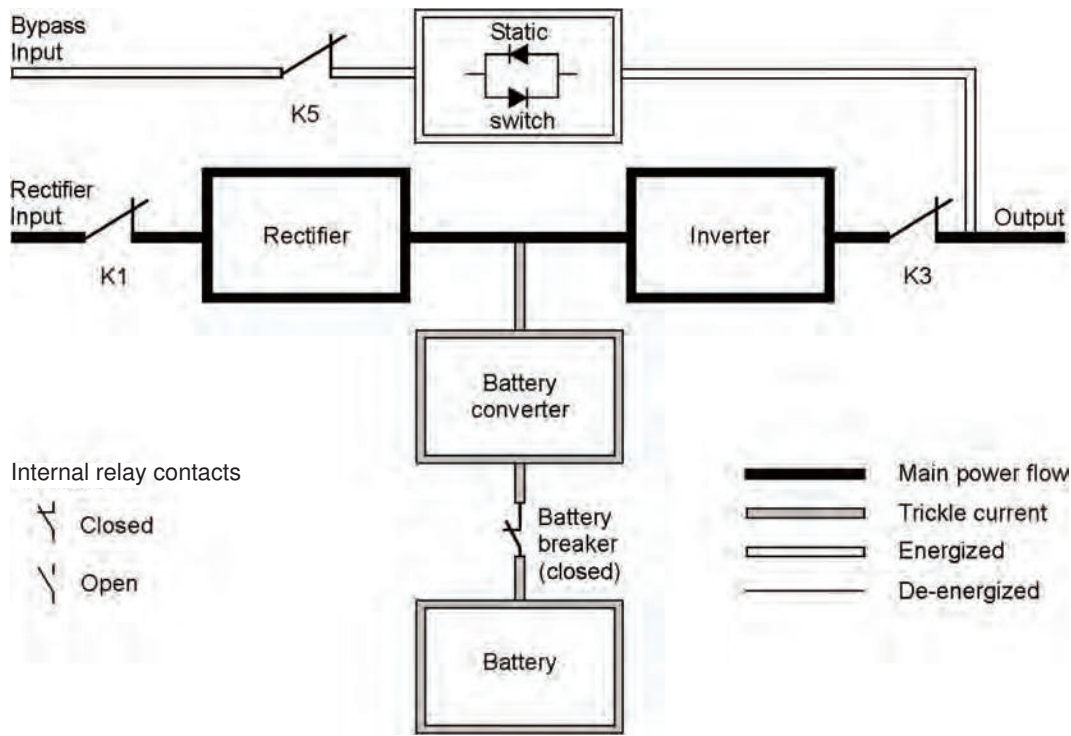 Bypass
Input
Static
switch
K5
Rectifier
Input
Rectifier
Inverter
Output
K1
K3
Battery
converter
Internal relay contacts
Closed
Open
Battery
breaker
(closed)
Main power flow
Trickle current
Energized
De-energized
Battery